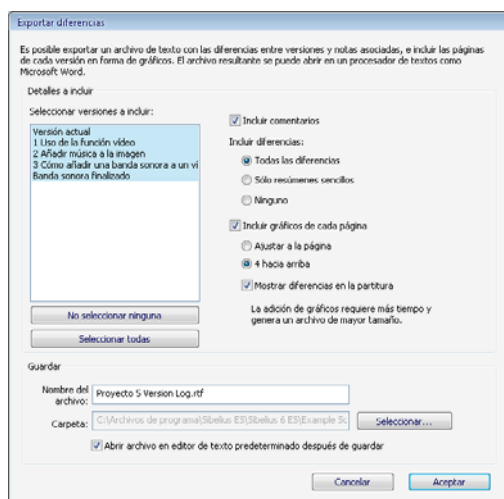 Exportar diferencias
Es posible exportar un archivo de texto con las diferencias entre versiones y notas asociadas, e incluir las páginas
de cada versión en forma de gráficos. El archivo resultante se puede abrir en un procesador de textos como
Microsoft Word.
Detalles a incluir
Seleccionar versiones a incluir:
Versión actual
1 Uso de la función vídeo
2 Añadir música a la imagen
3 Cómo añadir una banda sonora a un ví
Banda sonora finalizado
No seleccionar ninguna
Seleccionar todas
Incluir comentarios
Incluir diferencias:
Todas las diferencias
Sólo resúmenes sencillos
Ninguno
Incluir gráficos de cada página
Ajustar a la página
4 hacia arriba
Mostrar diferencias en la partitura
La adición de gráficos requiere más tiempo y
genera un archivo de mayor tamaño.
Guardar
Nombre del
archivo:
Proyecto 5 Version Log.rtf
Carpeta:
C:\Archivos de programa\Sibelius ES\Sibelius 6 ES\Example Sc
Seleccionar...
Abrir archivo en editor de texto predeterminado después de guardar
Cancelar
Aceptar